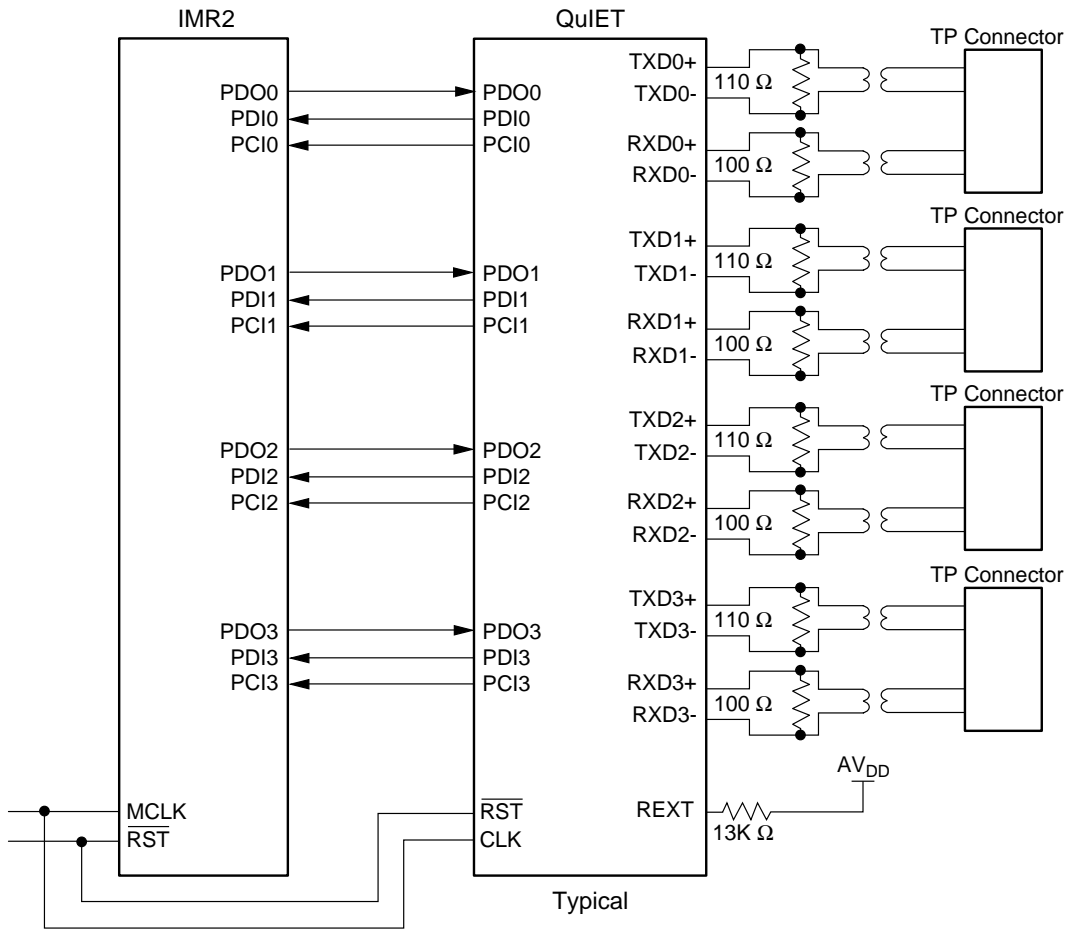 IMR2
QuIET
TP Connector
TXD0+
110 Ω
TXD0-
PDO0
PDO0
PDI0
PDI0
PCI0
PCI0
RXD0+
100 Ω
RXD0-
TP Connector
TXD1+
110 Ω
TXD1-
PDO1
PDO1
PDI1
PDI1
PCI1
PCI1
RXD1+
100 Ω
RXD1-
TP Connector
TXD2+
110 Ω
TXD2-
PDO2
PDO2
PDI2
PDI2
PCI2
PCI2
RXD2+
100 Ω
RXD2-
TP Connector
TXD3+
110 Ω
TXD3-
PDO3
PDO3
PDI3
PDI3
PCI3
PCI3
RXD3+
100 Ω
RXD3-
AVDD
MCLK
RST
RST
CLK
REXT
13K Ω
Typical